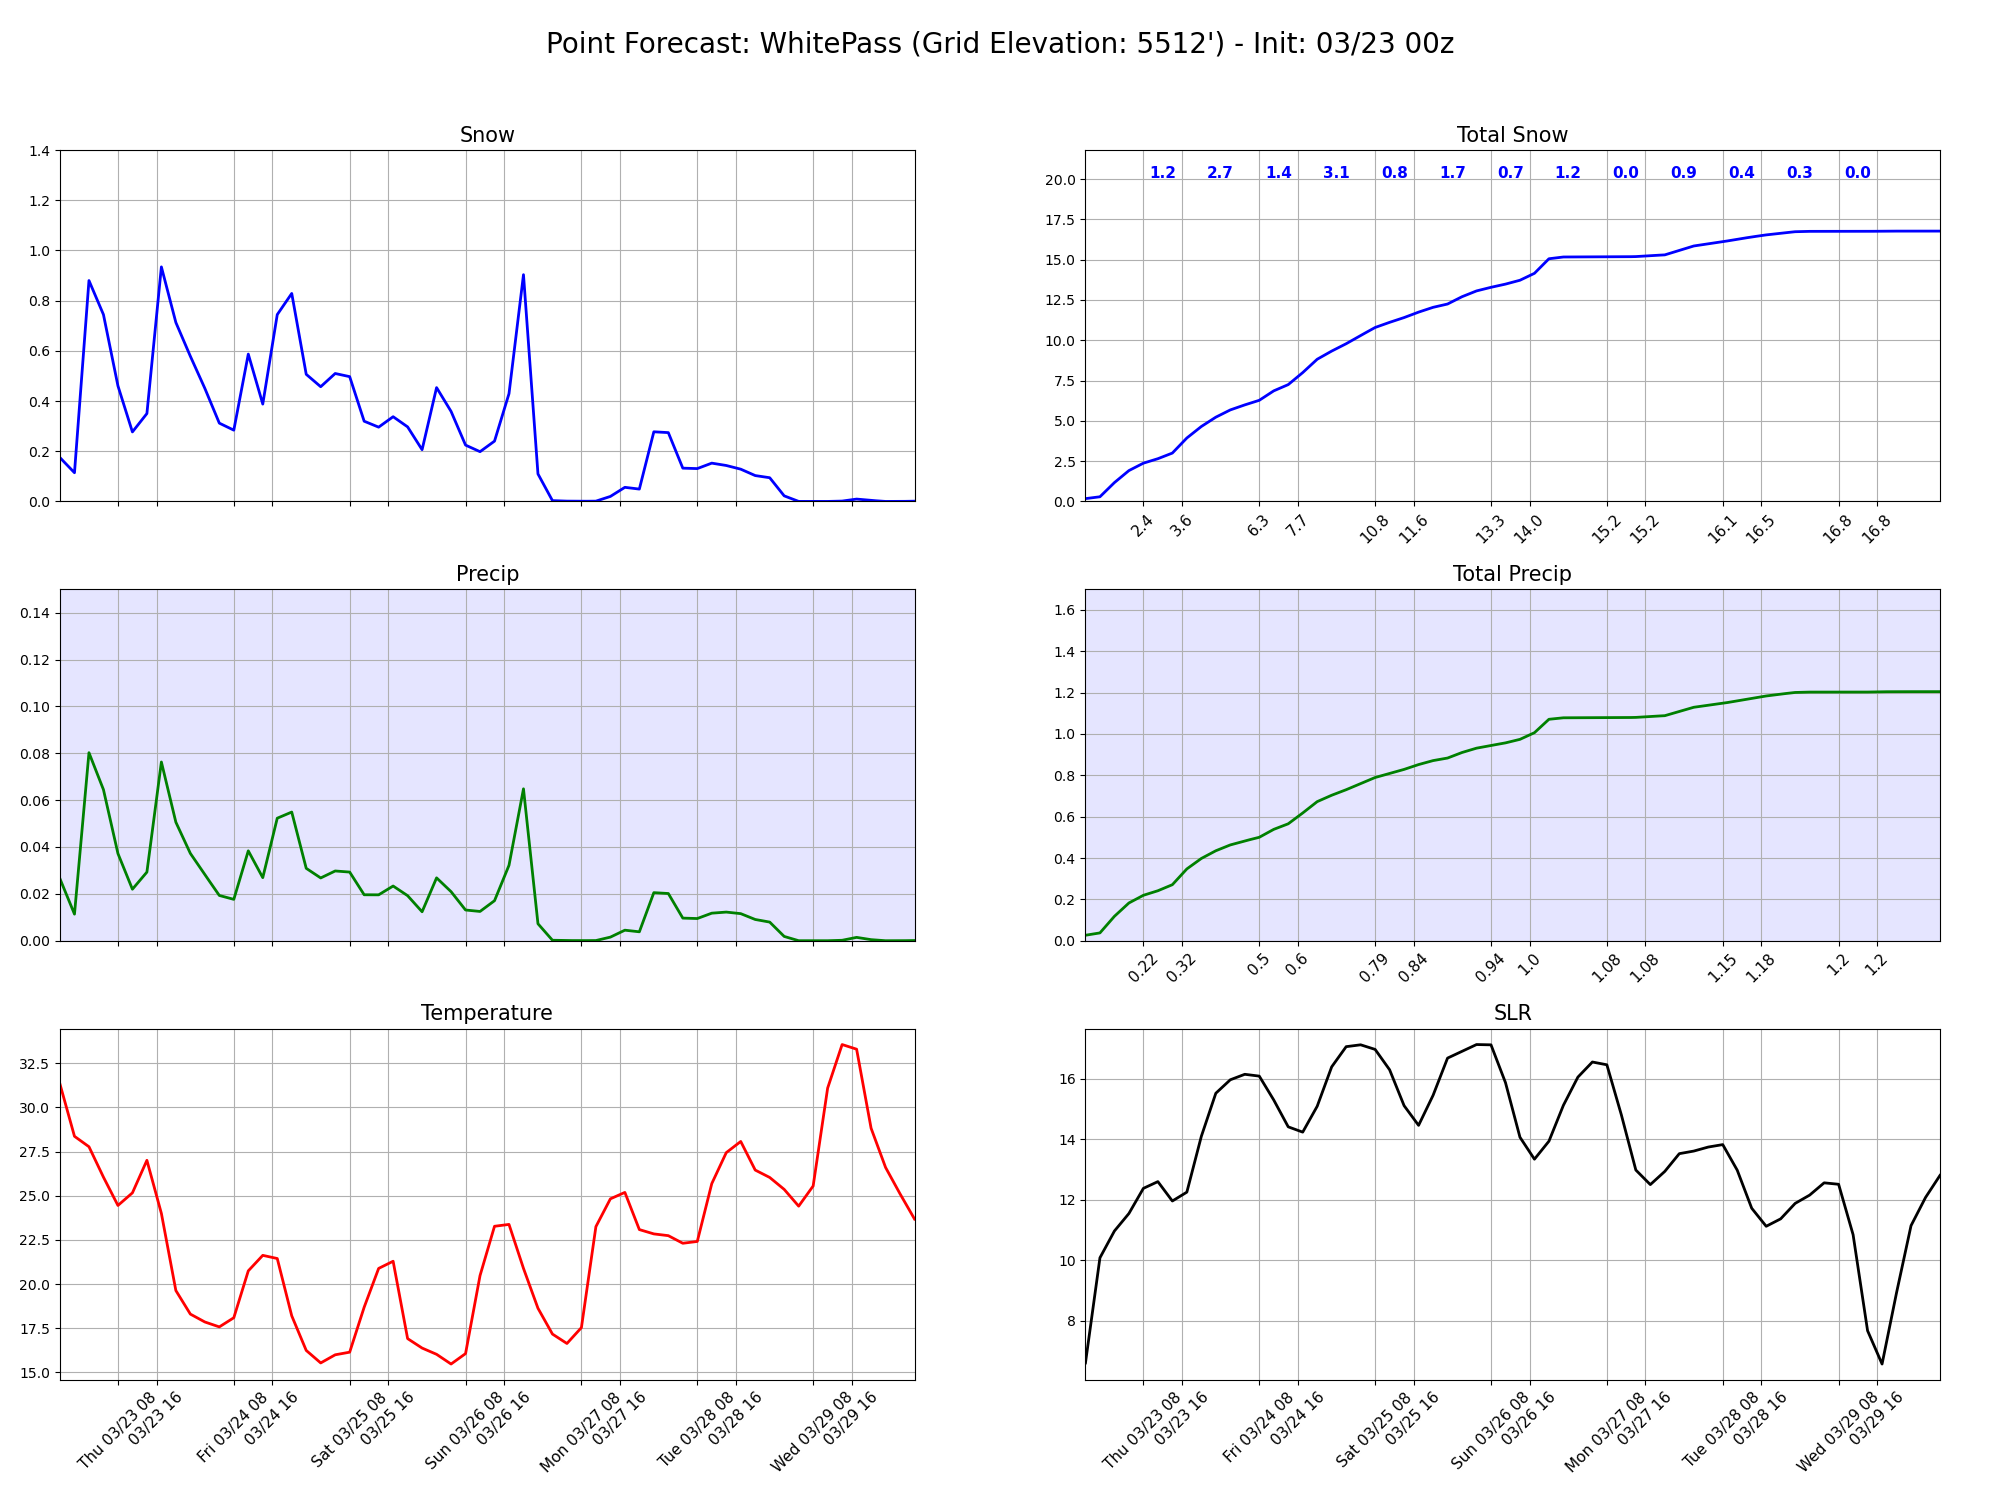 Point Forecast: WhitePass (Grid Elevation: 5512') - Init: 03/23 00z
Snow
1.4
1.2
1.0
0.8
0.6
0.4
0.2
0.0
Total Snow
20.0
17.5
15.0
12.5
10.0
7.5
5.0
2.5
0.0
1.2 2.7 1.4 3.1 0.8 1.7 0.7 1.2 0.0 0.9 0.4 0.3 0.0
2.4 3.6 6.3 7.7 10.8 11.6 13.3 14.0 15.2 15.2 16.1 16.5 16.8 16.8
Precip
0.14
0.12
0.10
0.08
0.06
0.04
0.02
0.00
Total Precip
1.6
1.4
1.2
1.0
0.8
0.6
0.4
0.2
0.0
0.22 0.32 0.5 0.6 0.79 0.84 0.94 1.0 1.08 1.08 1.15 1.18 1.2 1.2
Temperature
32.5
30.0
27.5
25.0
22.5
20.0
17.5
15.0
Thu 03/23 08
03/23 16
Fri 03/24 08
03/24 16
Sat 03/25 08
03/25 16
Sun 03/26 08
03/26 16
Mon 03/27 08
03/27 16
Tue 03/28 08
03/28 16
Wed 03/29 08
03/29 16
SLR
16
14
12
10
8
Thu 03/23 08
03/23 16
Fri 03/24 08
03/24 16
Sat 03/25 08
03/25 16
Sun 03/26 08
03/26 16
Mon 03/27 08
03/27 16
Tue 03/28 08
03/28 16
Wed 03/29 08
03/29 16